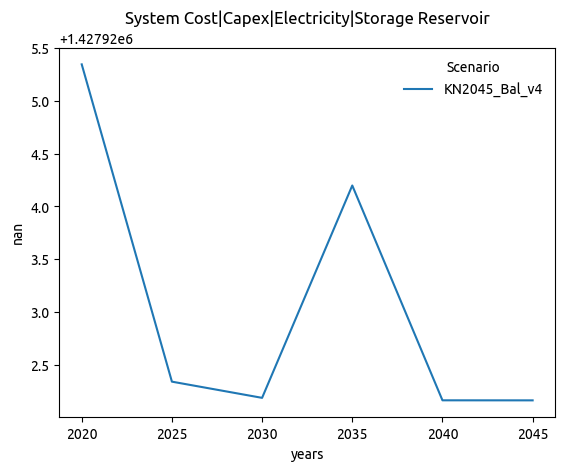 System Cost|Capex|Electricity|Storage Reservoir
+1.42792e6
5.5
5.0
4.5
4.0
3.5
3.0
2.5
nan
Scenario
KN2045_Bal_v4
2020 2025 2030 2035 2040 2045
years